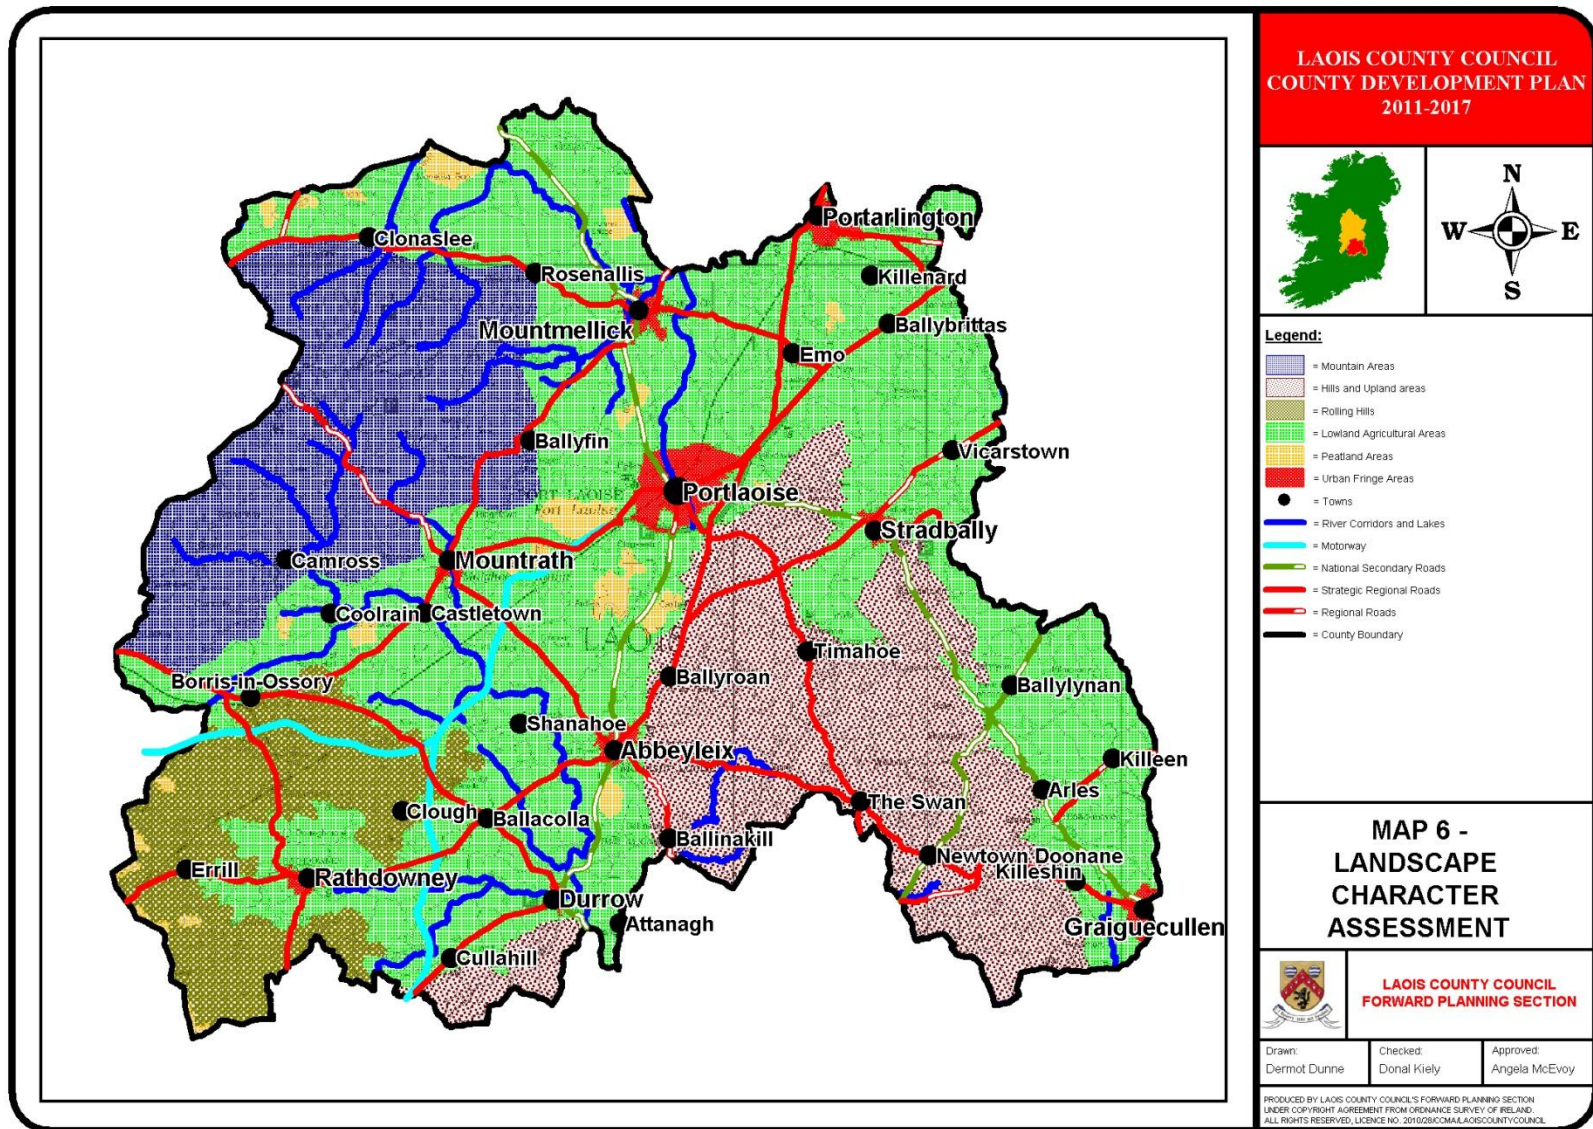 LAOIS COUNTY COUNCIL
COUNTY DEVELOPMENT PLAN
2011-2017
N
W
E
S
Legend:
= Mountain Areas
= Hills and Upland areas
= Rolling Hills
= Lowland Agricultural Areas
= Peatland Areas
= Urban Fringe Areas
= Towns
= River Corridors and Lakes
= Motorway
= National Secondary Roads
= Strategic Regional Roads
= Regional Roads
= County Boundary
Portarlington
Clonaslee
Rosenallis
Killenard
Mountmellick
Ballybrittas
Emo
Ballyfin
Vicarstown
PORT LAOISE
Portlaoise
Stradbally
Camross
Mountrath
Coolrain
Castletown
LAO
Timahoe
Borris-in-Ossory
Ballyroan
Ballylynan
Shanahoe
Abbeyleix
Killeen
Arles
The Swan
Clough
Ballacolla
Ballinakill
Newtown Doonane
Errill
Rathdowney
Killeshin
Durrow
Attanagh
Graiguecullen
Cullahill
MAP 6 -
LANDSCAPE
CHARACTER
ASSESSMENT
LAOIS COUNTY COUNCIL
FORWARD PLANNING SECTION
Drawn:
Dermot Dunne
Checked:
Donal Kiely
Approved:
Angela McEvoy
PRODUCED BY LAOIS COUNTY COUNCIL'S FORWARD PLANNING SECTION
UNDER COPYRIGHT AGREEMENT FROM ORDNANCE SURVEY OF IRELAND.
ALL RIGHTS RESERVED, LICENCE NO. 2010/28/CCMA/LAOISCOUNTYCOUNCIL